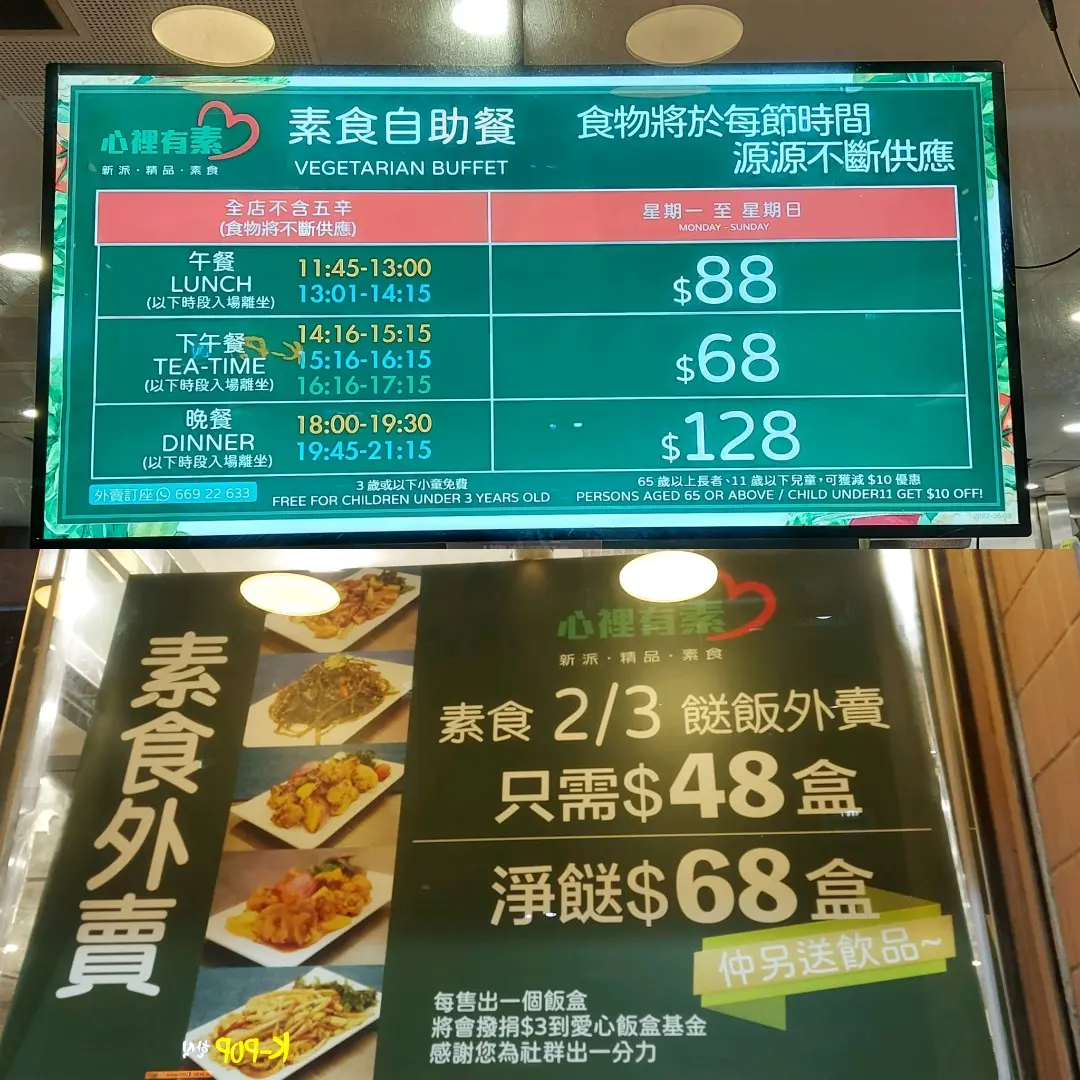 心裡有素
新派·精品·素食
素食自助餐
VEGETARIAN BUFFET
食物將於每節時間
源源不斷供應
全店不含五辛
(食物將不斷供應)
星期一 至 星期日
MONDAY - SUNDAY
午餐
LUNCH
(以下時段入場離坐)
11:45-13:00
13:01-14:15
$88
下午餐
TEA-TIME
(以下時段入場離坐)
14:16-15:15
15:16-16:15
16:16-17:15
$68
晚餐
DINNER
(以下時段入場離坐)
18:00-19:30
19:45-21:15
$128
外賣訂座 669 22 633
3 歲或以下小童免費
FREE FOR CHILDREN UNDER 3 YEARS OLD
65 歲以上長者、11 歲以下兒童,可獲減 $10 優惠
PERSONS AGED 65 OR ABOVE / CHILD UNDER11 GET $10 OFF!
素食外賣
心裡有素
新派·精品·素食
素食 2/3 餸飯外賣
只需$48盒
淨餸$68盒
仲另送飲品~
每售出一個飯盒
將會撥捐$3到愛心飯盒基金
感謝您為社群出一分力
K-POP